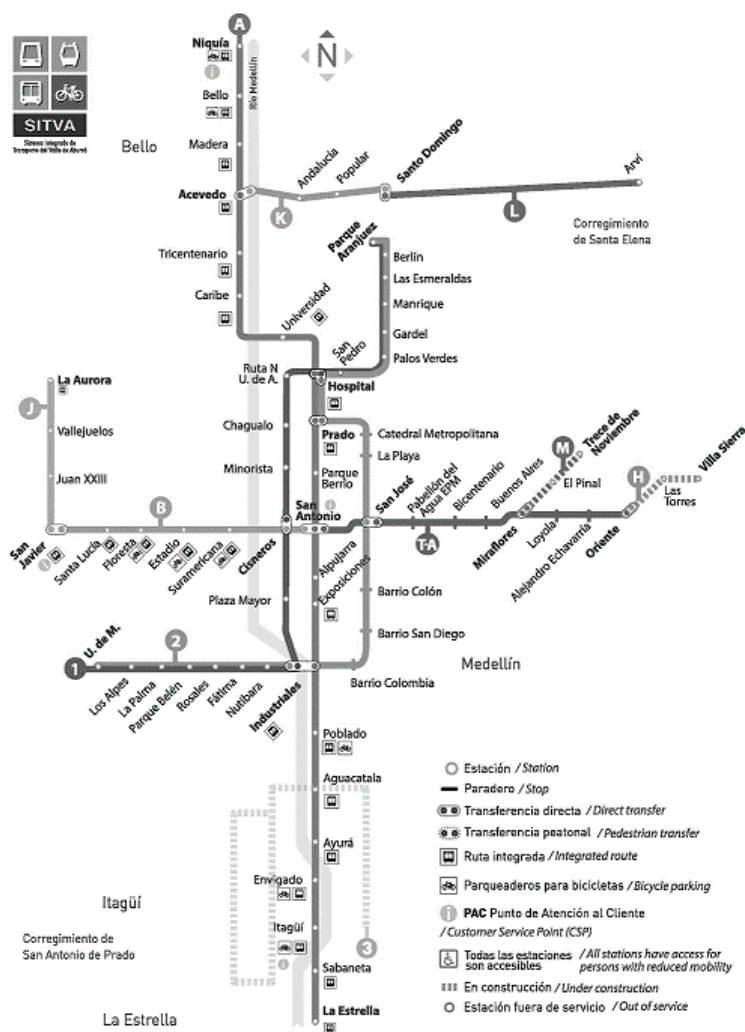 A
Niquía
N
Río Medellín
SITVA
Sistema Integrado de
Transporte del Valle de Aburrá
Bello
Bello
Madera
Acevedo
K
Andalucía
Popular
Santo Domingo
L
Arví
Corregimiento
de Santa Elena
Tricentenario
Caribe
Universidad
Parque
Aranjuez
Berlín
Las Esmeraldas
Manrique
Gardel
Palos Verdes
San
Pedro
Ruta N
U. de A.
Hospital
La Aurora
J
Vallejuelos
Juan XXIII
Chagualo
Minorista
Prado
Catedral Metropolitana
La Playa
Parque
Berrío
San
Antonio
San José
Pabellón del
Agua EPM
Bicentenario
Buenos Aires
M
Trece de
Noviembre
El Pinal
H
Villa Sierra
Las
Torres
B
San
Javier
Santa Lucía
Floresta
Estadio
Suramericana
Cisneros
Alpujarra
Exposiciones
T-A
Miraflores
Loyola
Alejandro Echavarría
Oriente
Plaza Mayor
Barrio Colón
Barrio San Diego
Barrio Colombia
Medellín
1
U. de M.
2
Los Alpes
La Palma
Parque Belén
Rosales
Fátima
Nutibara
Industriales
Poblado
Aguacatala
Ayurá
Envigado
Itagüí
3
Sabaneta
La Estrella
Itagüí
Corregimiento de
San Antonio de Prado
La Estrella
Estación / Station
Paradero / Stop
Transferencia directa / Direct transfer
Transferencia peatonal / Pedestrian transfer
Ruta integrada / Integrated route
Parqueaderos para bicicletas / Bicycle parking
PAC Punto de Atención al Cliente
/ Customer Service Point (CSP)
Todas las estaciones / All stations have access for
son accesibles persons with reduced mobility
En construcción / Under construction
Estación fuera de servicio / Out of service